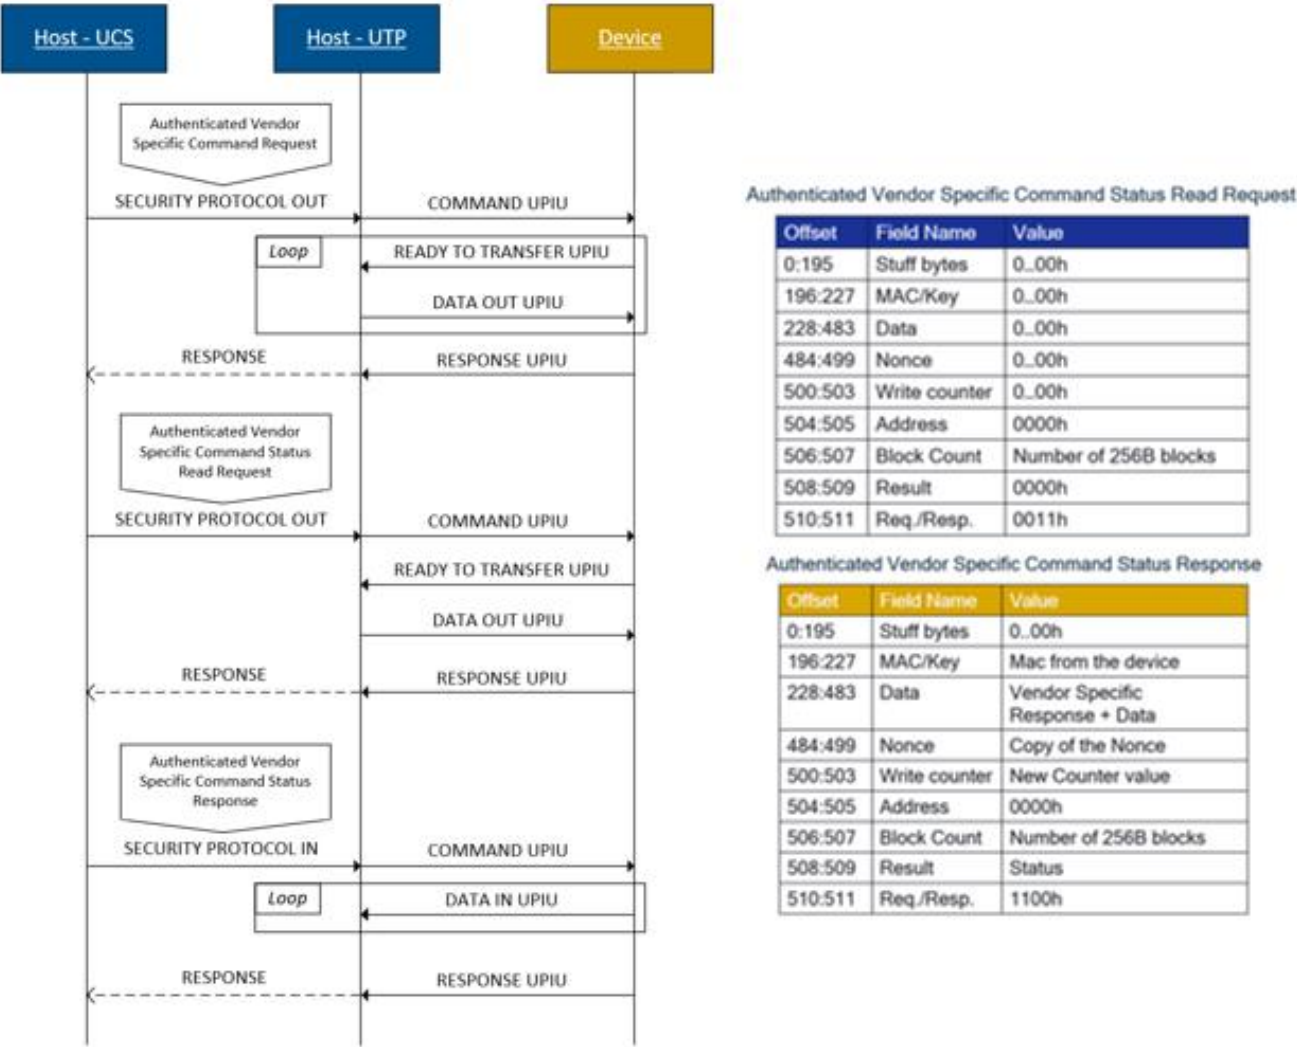 Host - UCS
Host - UTP
Device
Authenticated Vendor
Specific Command Request
SECURITY PROTOCOL OUT
COMMAND UPIU
Loop
READY TO TRANSFER UPIU
DATA OUT UPIU
RESPONSE
RESPONSE UPIU
Authenticated Vendor
Specific Command Status
Read Request
SECURITY PROTOCOL OUT
COMMAND UPIU
READY TO TRANSFER UPIU
DATA OUT UPIU
RESPONSE
RESPONSE UPIU
Authenticated Vendor
Specific Command Status
Response
SECURITY PROTOCOL IN
COMMAND UPIU
Loop
DATA IN UPIU
RESPONSE
RESPONSE UPIU
Authenticated Vendor Specific Command Status Read Request
Offset Field Name Value
0:195 Stuff bytes 0..00h
196:227 MAC/Key 0..00h
228:483 Data 0..00h
484:499 Nonce 0..00h
500:503 Write counter 0..00h
504:505 Address 0000h
506:507 Block Count Number of 256B blocks
508:509 Result 0000h
510:511 Req./Resp. 0011h
Authenticated Vendor Specific Command Status Response
Offset Field Name Value
0:195 Stuff bytes 0..00h
196:227 MAC/Key Mac from the device
228:483 Data Vendor Specific
Response + Data
484:499 Nonce Copy of the Nonce
500:503 Write counter New Counter value
504:505 Address 0000h
506:507 Block Count Number of 256B blocks
508:509 Result Status
510:511 Req./Resp. 1100h